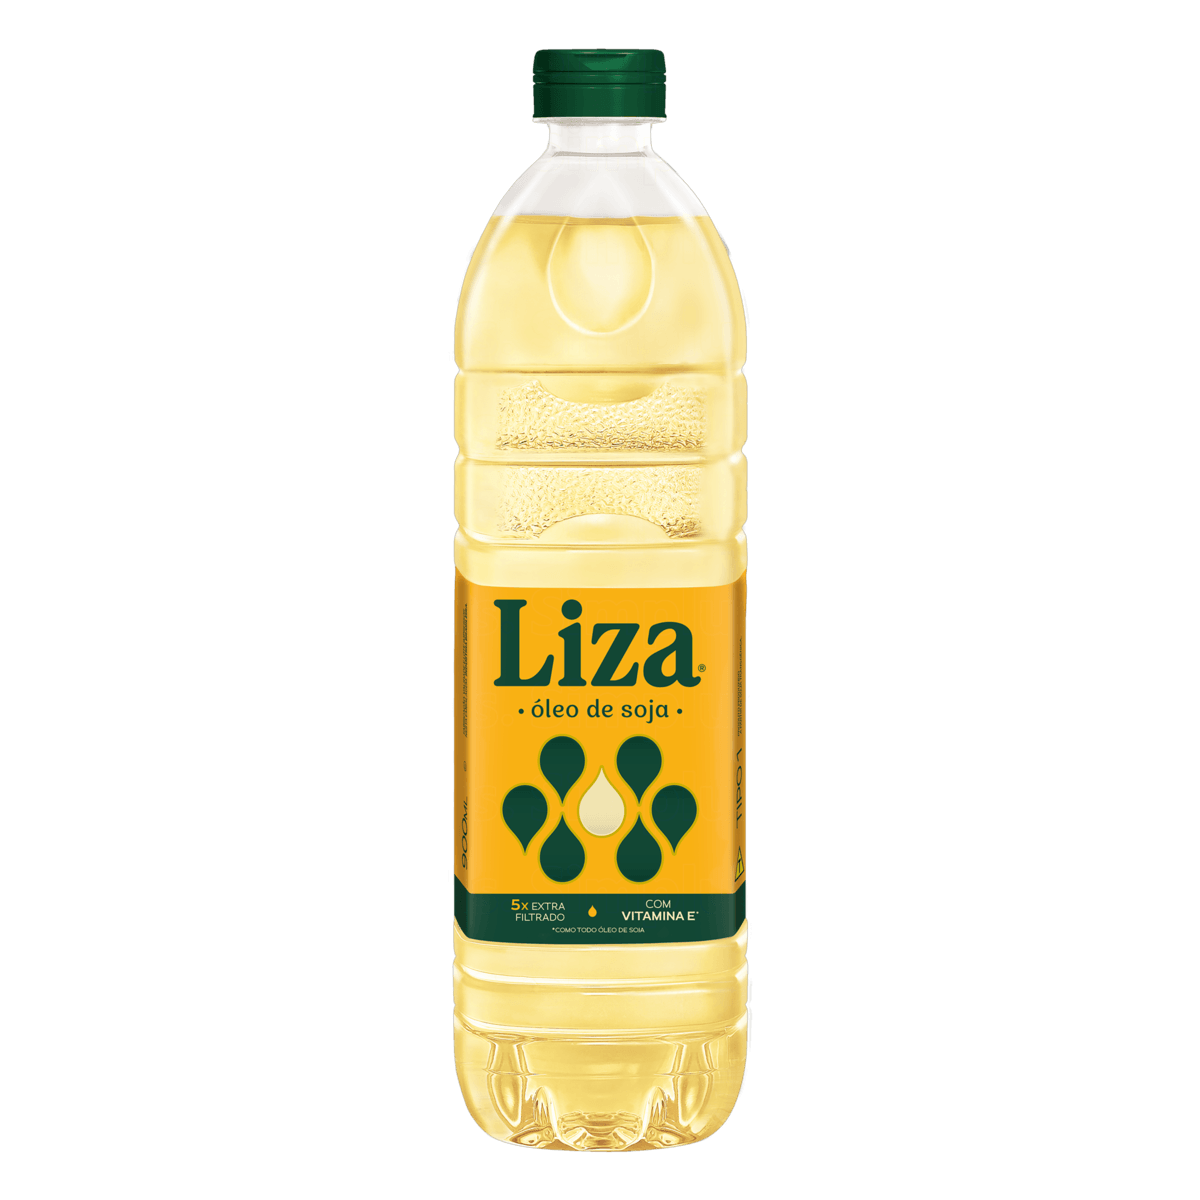 Liza®
• óleo de soja •
5x EXTRA
FILTRADO
COM
VITAMINA E*
*COMO TODO ÓLEO DE SOJA
900ML
TIPO 1
T